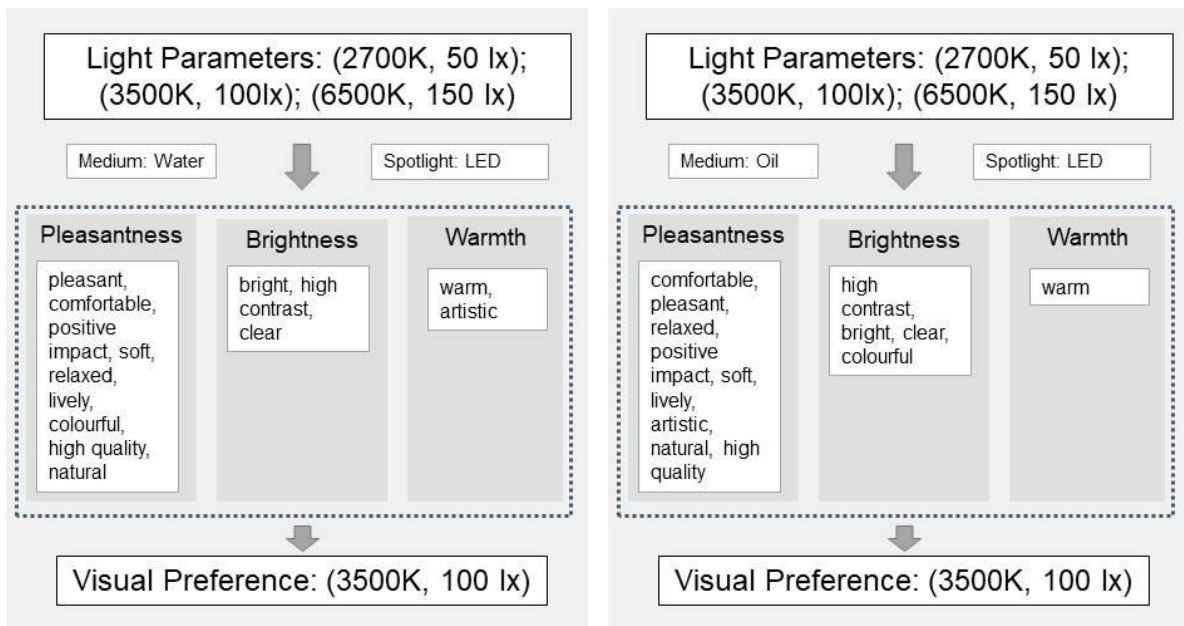 Light Parameters: (2700K, 50 lx);
(3500K, 100lx); (6500K, 150 lx)
Medium: Water
Spotlight: LED
Pleasantness
pleasant,
comfortable,
positive
impact, soft,
relaxed,
lively,
colourful,
high quality,
natural
Brightness
bright, high
contrast,
clear
Warmth
warm,
artistic
Visual Preference: (3500K, 100 lx)
Light Parameters: (2700K, 50 lx);
(3500K, 100lx); (6500K, 150 lx)
Medium: Oil
Spotlight: LED
Pleasantness
comfortable,
pleasant,
relaxed,
positive
impact, soft,
lively,
artistic,
natural, high
quality
Brightness
high
contrast,
bright, clear,
colourful
Warmth
warm
Visual Preference: (3500K, 100 lx)